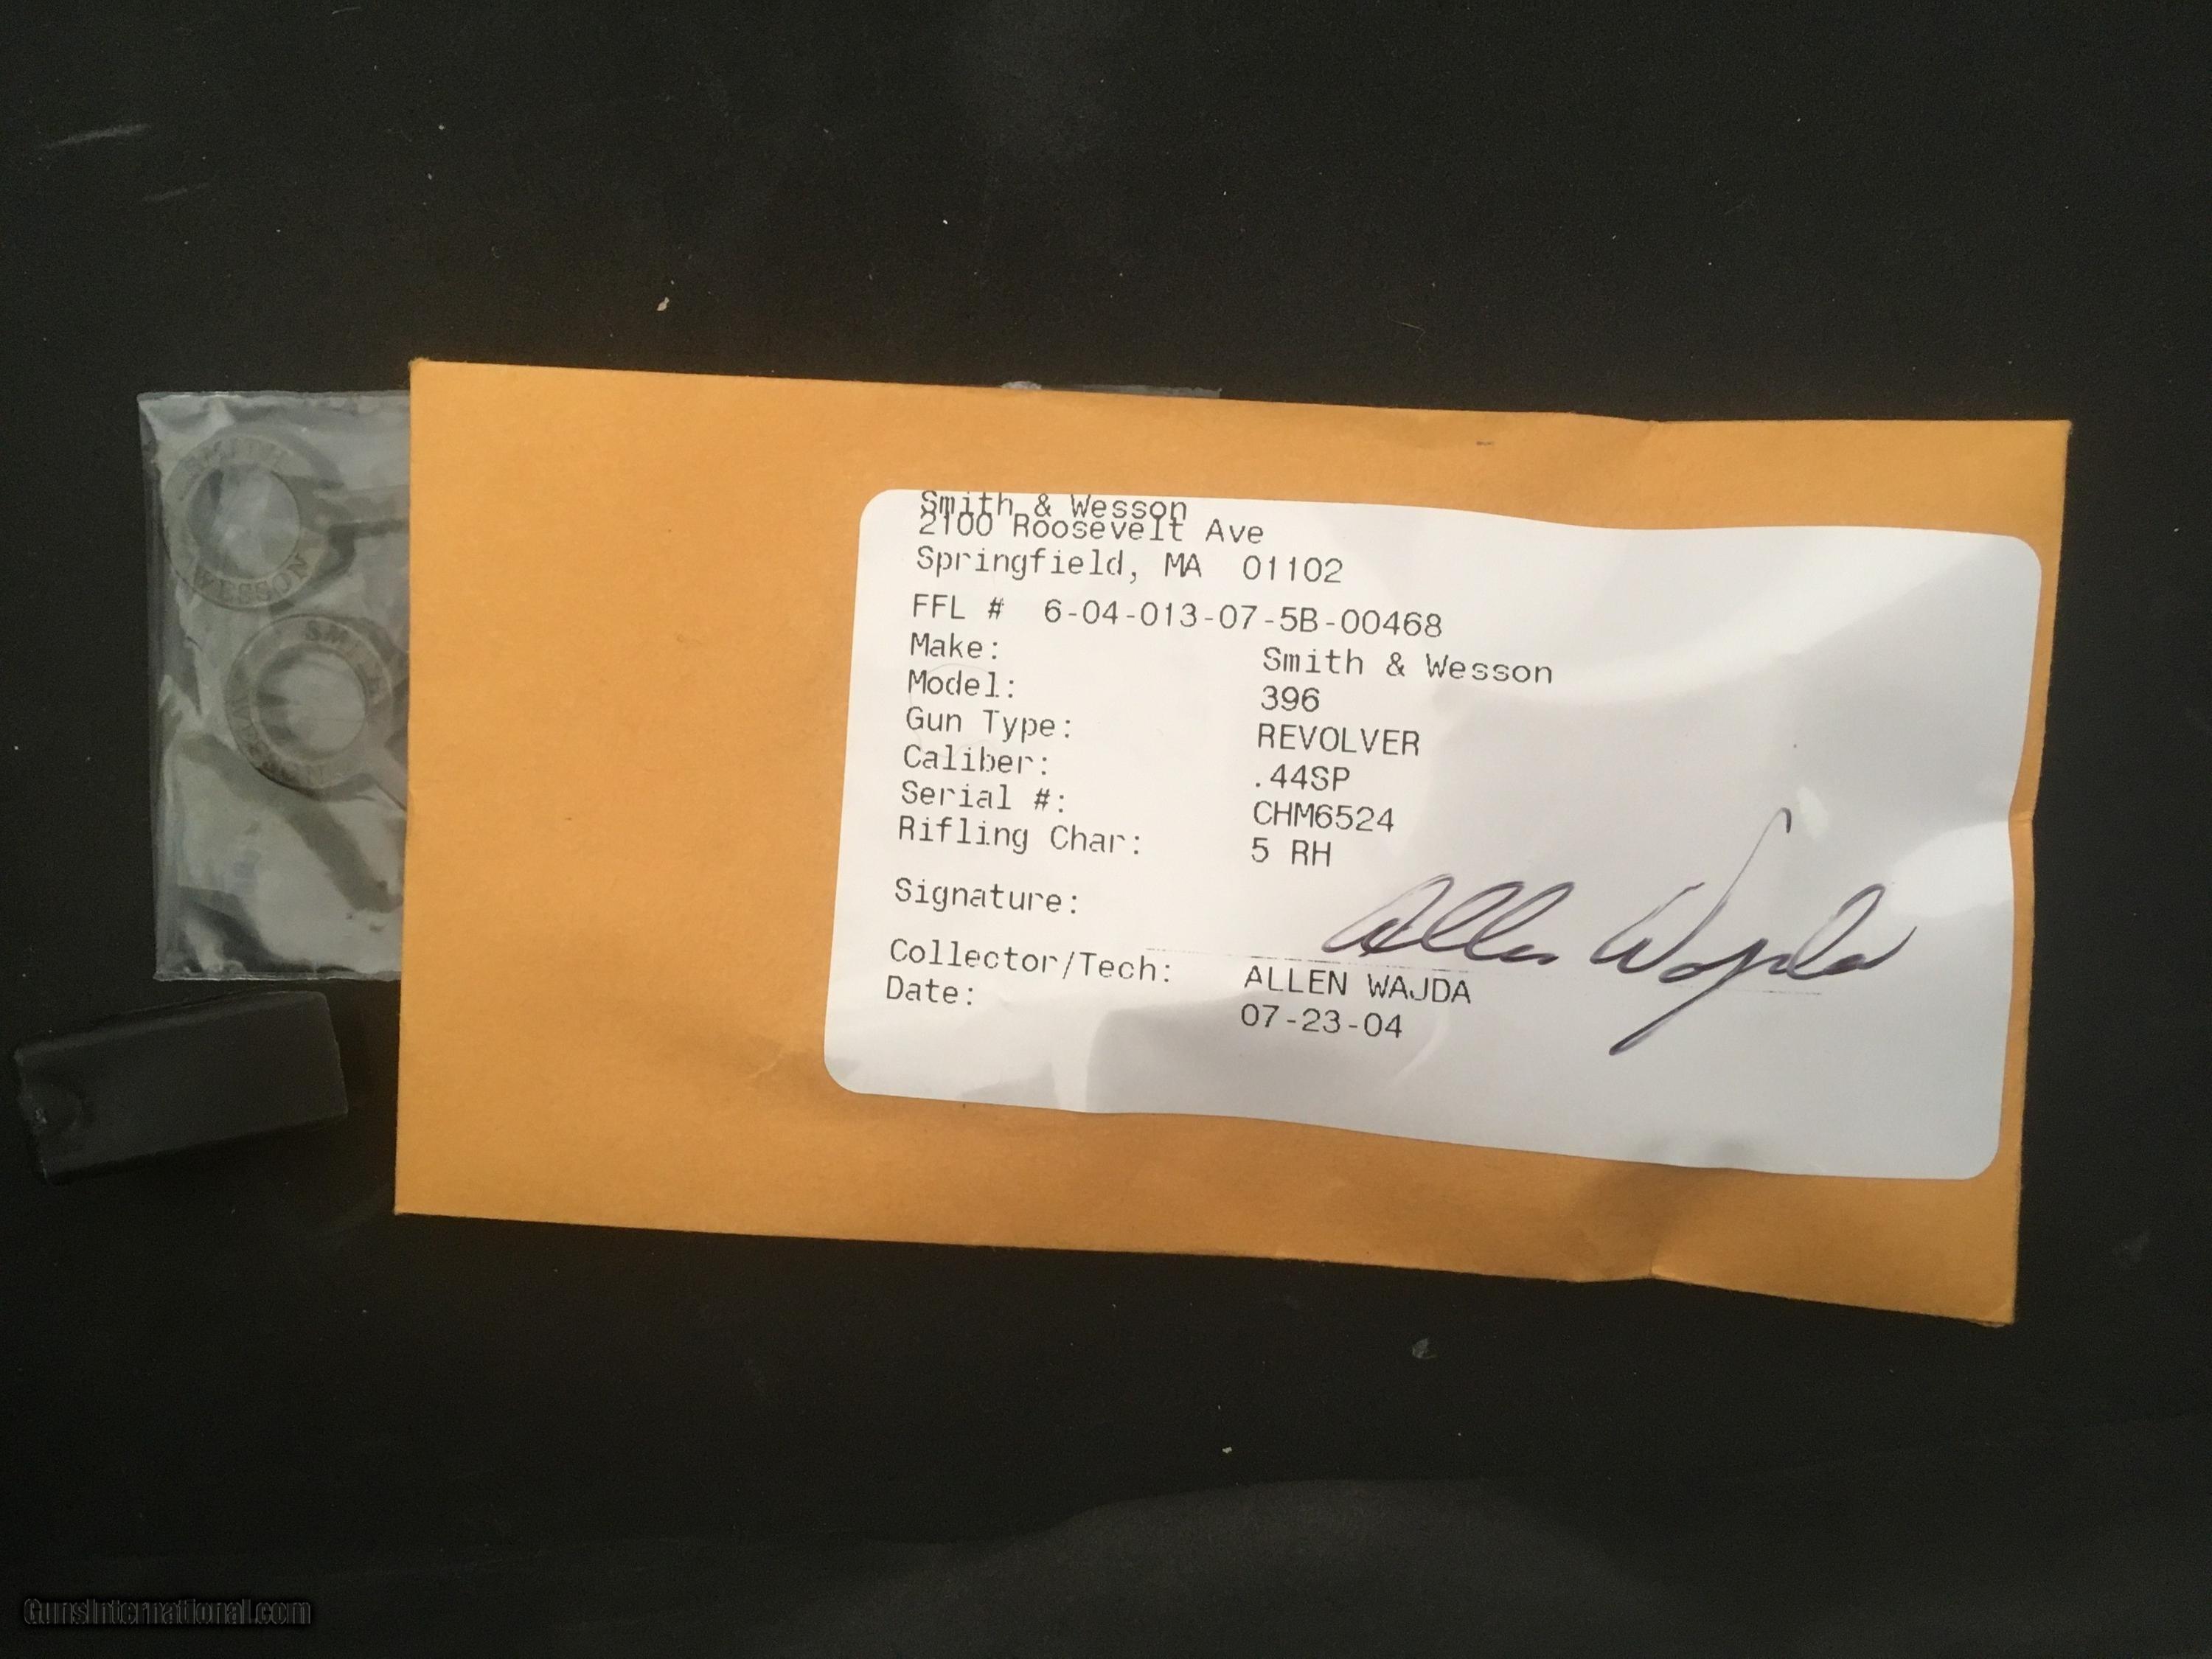 SMITH
WESSON
SMITH
WESSON
Smith & Wesson
2100 Roosevelt Ave
Springfield, MA 01102
FFL # 6-04-013-07-5B-00468
Make: Smith & Wesson
Model: 396
Gun Type: REVOLVER
Caliber: .44SP
Serial #: CHM6524
Rifling Char: 5 RH
Signature: Allen Wajda
Collector/Tech: ALLEN WAJDA
Date: 07-23-04
GunsInternational.com